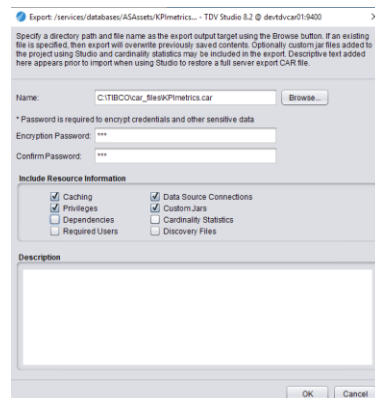 Export: /services/databases/ASAssets/KPImetrics... - TDV Studio 8.2 @ devtdvcar01:9400
Specify a directory path and file name as the export output target using the Browse button. If an existing
file is specified, then export will overwrite previously saved contents. Optionally custom jar files added to
the project using Studio and cardinality statistics may be included in the export. Descriptive text added
here appears prior to import when using Studio to restore a full server export CAR file.
Name: C:\TIBCO\car_files\KPImetrics.car Browse...
* Password is required to encrypt credentials and other sensitive data
Encryption Password: ***
Confirm Password: ***
Include Resource Information
Caching Data Source Connections
Privileges Custom Jars
Dependencies Cardinality Statistics
Required Users Discovery Files
Description
OK Cancel